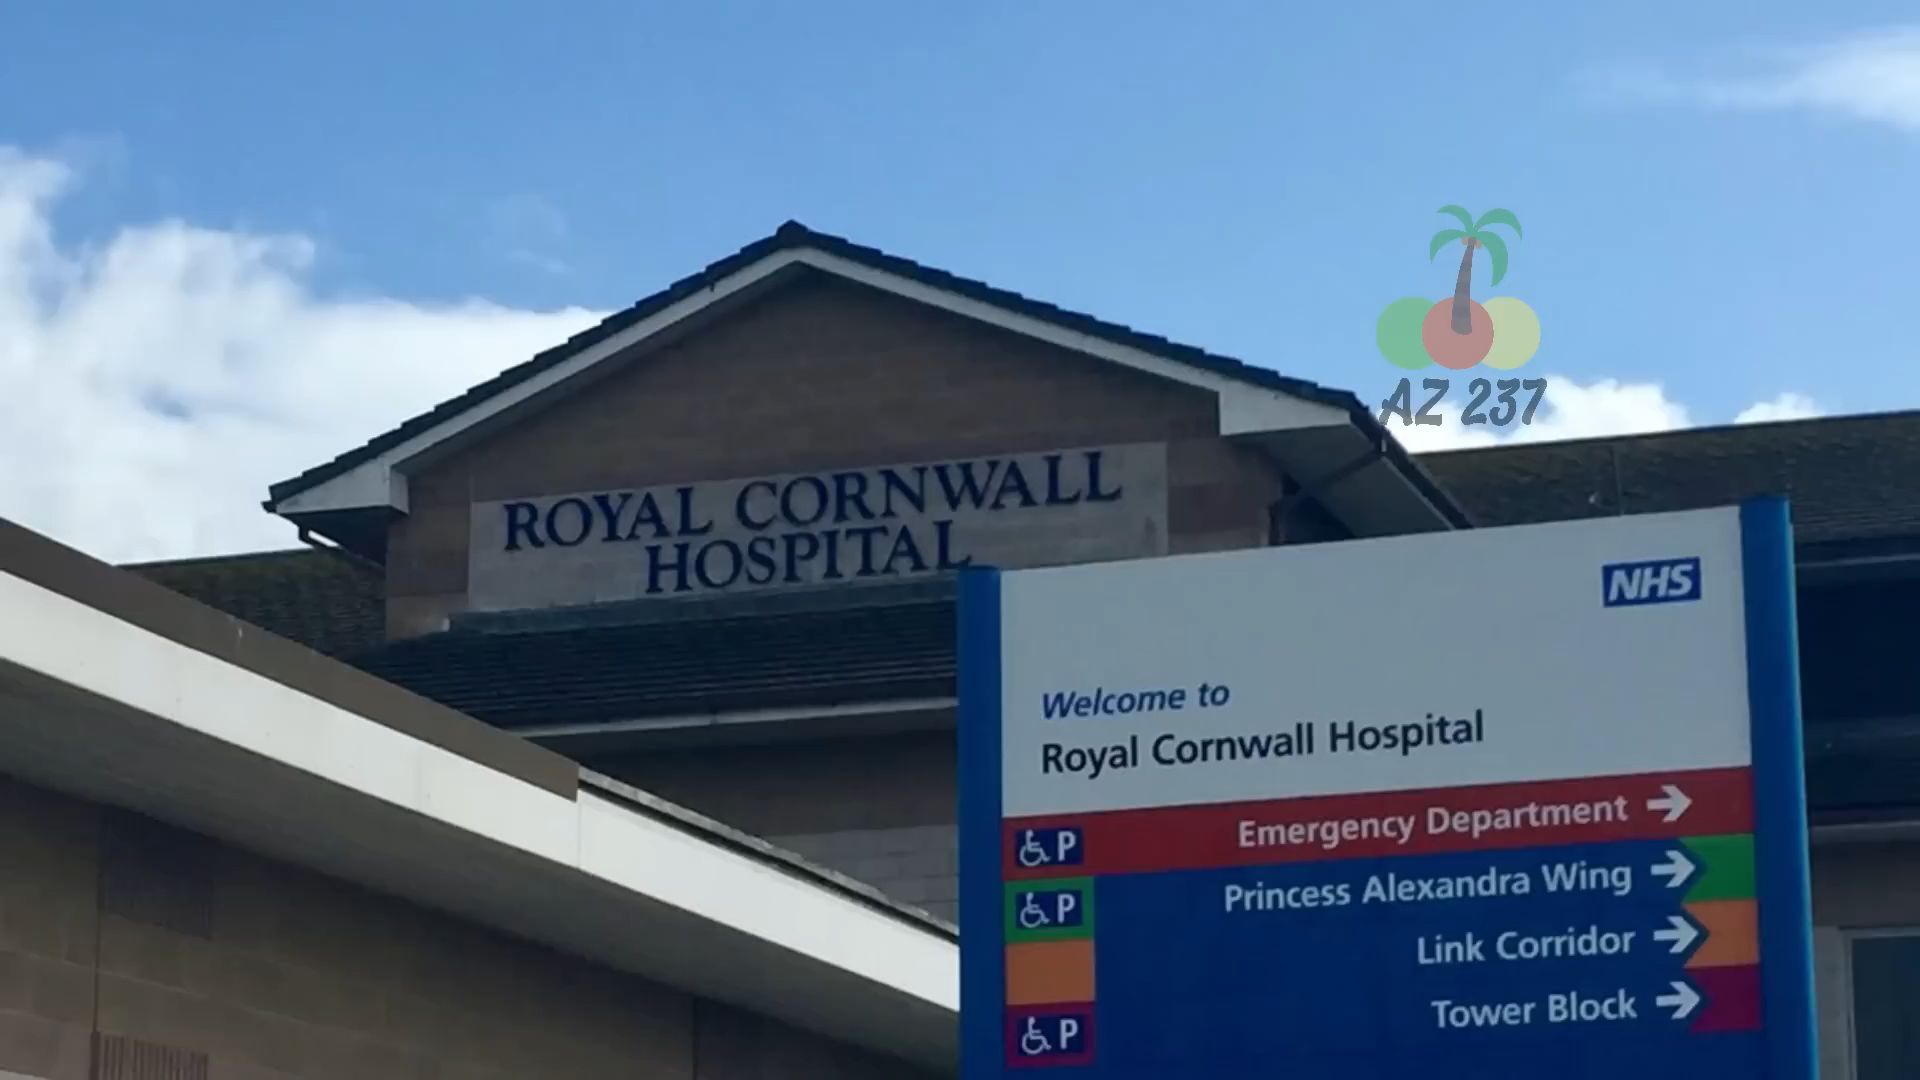 AZ 237
ROYAL CORNWALL
HOSPITAL
NHS
Welcome to
Royal Cornwall Hospital
P Emergency Department
P Princess Alexandra Wing
Link Corridor
P Tower Block